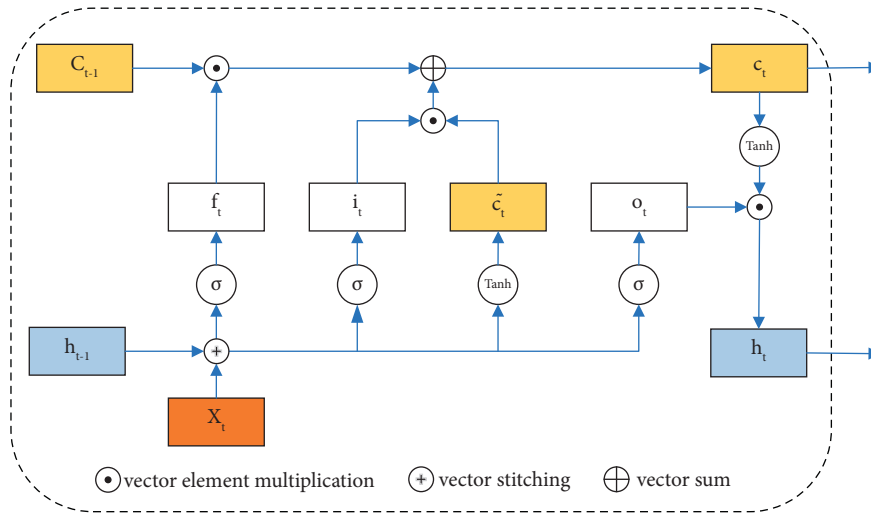 C_{t-1}
c_t
Tanh
f_t
i_t
c̃_t
o_t
σ
σ
Tanh
σ
h_{t-1}
h_t
X_t
vector element multiplication
vector stitching
vector sum